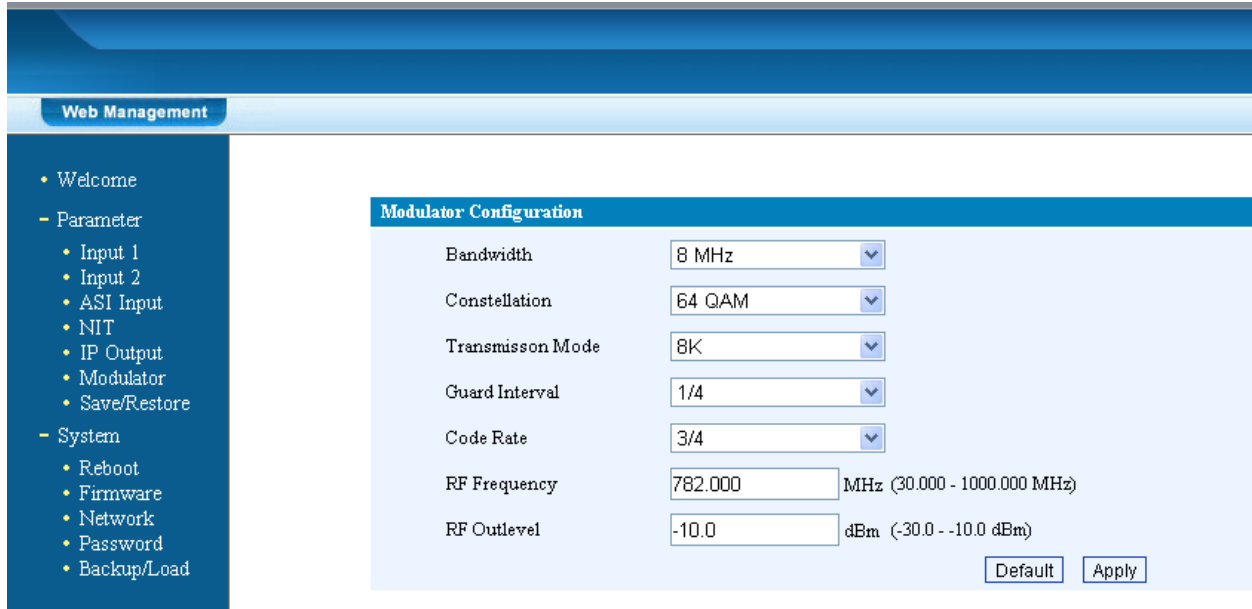 Web Management
Welcome
Parameter
Input 1
Input 2
ASI Input
NIT
IP Output
Modulator
Save/Restore
System
Reboot
Firmware
Network
Password
Backup/Load
Modulator Configuration
Bandwidth 8 MHz
Constellation 64 QAM
Transmisson Mode 8K
Guard Interval 1/4
Code Rate 3/4
RF Frequency 782.000 MHz (30.000 - 1000.000 MHz)
RF Outlevel -10.0 dBm (-30.0 - -10.0 dBm)
Default Apply